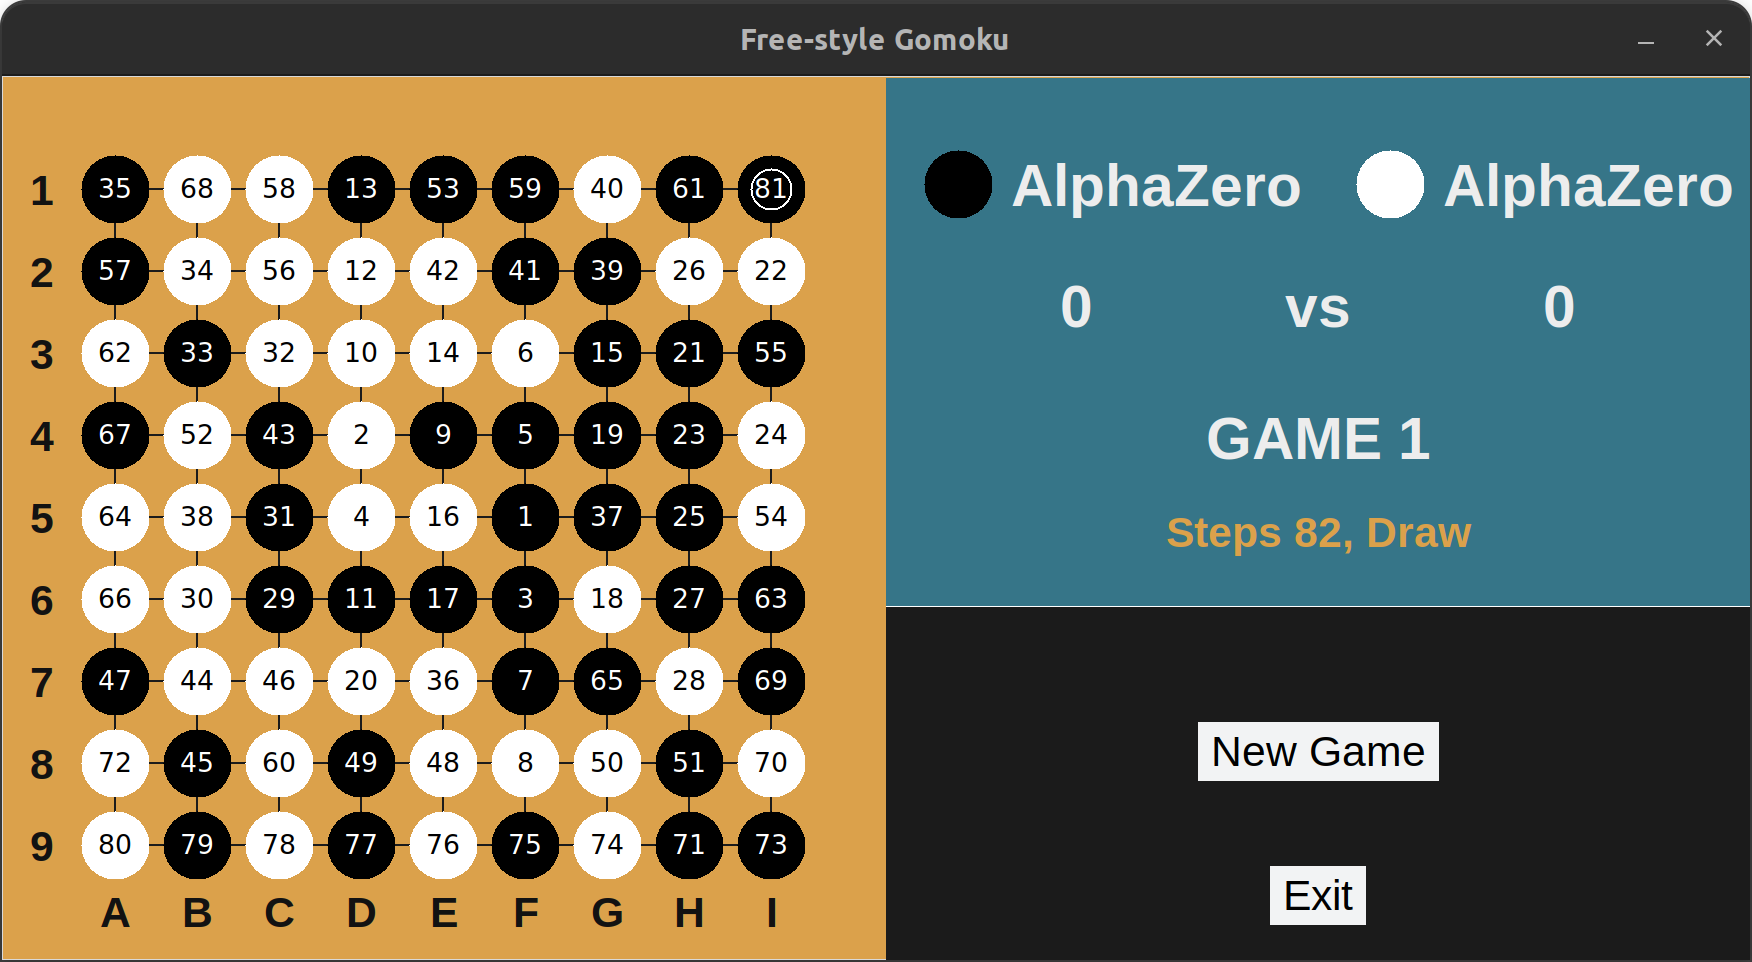 Free-style Gomoku
1 35 68 58 13 53 59 40 61 81
2 57 34 56 12 42 41 39 26 22
3 62 33 32 10 14 6 15 21 55
4 67 52 43 2 9 5 19 23 24
5 64 38 31 4 16 1 37 25 54
6 66 30 29 11 17 3 18 27 63
7 47 44 46 20 36 7 65 28 69
8 72 45 60 49 48 8 50 51 70
9 80 79 78 77 76 75 74 71 73
A B C D E F G H I
AlphaZero AlphaZero
0 vs 0
GAME 1
Steps 82, Draw
New Game
Exit